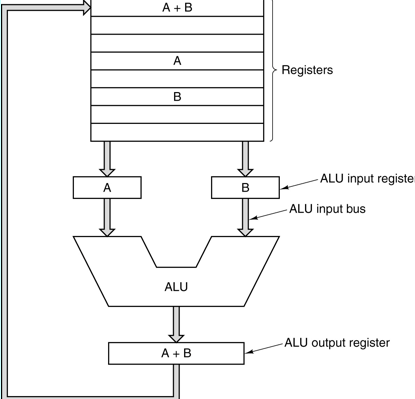 A + B
A
Registers
B
A
B
ALU input registe
ALU input bus
ALU
A + B
ALU output register